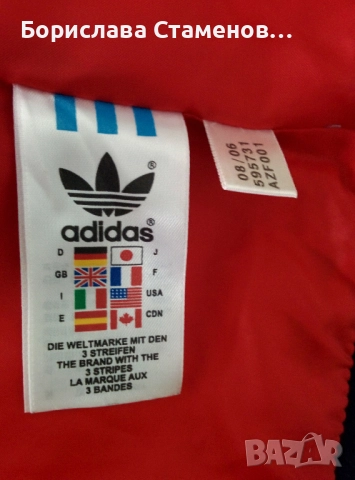 Борислава Стаменов...
08/06
595731
AZF001
adidas®
D J
GB F
I USA
E CDN
DIE WELTMARKE MIT DEN
3 STREIFEN
THE BRAND WITH THE
3 STRIPES
LA MARQUE AUX
3 BANDES
BAZAR